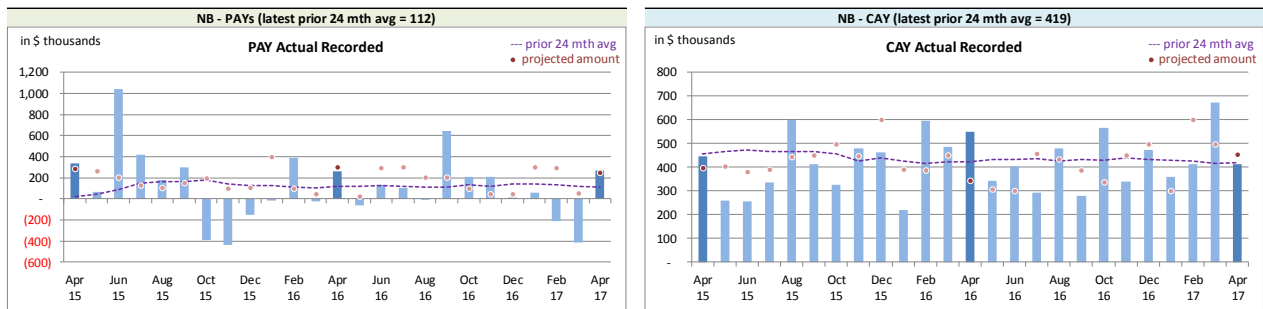 NB - PAYs (latest prior 24 mth avg = 112)
in $ thousands
PAY Actual Recorded
--- prior 24 mth avg
• projected amount
1,200
1,000
800
600
400
200
-
(200)
(400)
(600)
Apr 15 Jun 15 Aug 15 Oct 15 Dec 15 Feb 16 Apr 16 Jun 16 Aug 16 Oct 16 Dec 16 Feb 17 Apr 17
NB - CAY (latest prior 24 mth avg = 419)
in $ thousands
CAY Actual Recorded
--- prior 24 mth avg
• projected amount
800
700
600
500
400
300
200
100
-
Apr 15 Jun 15 Aug 15 Oct 15 Dec 15 Feb 16 Apr 16 Jun 16 Aug 16 Oct 16 Dec 16 Feb 17 Apr 17